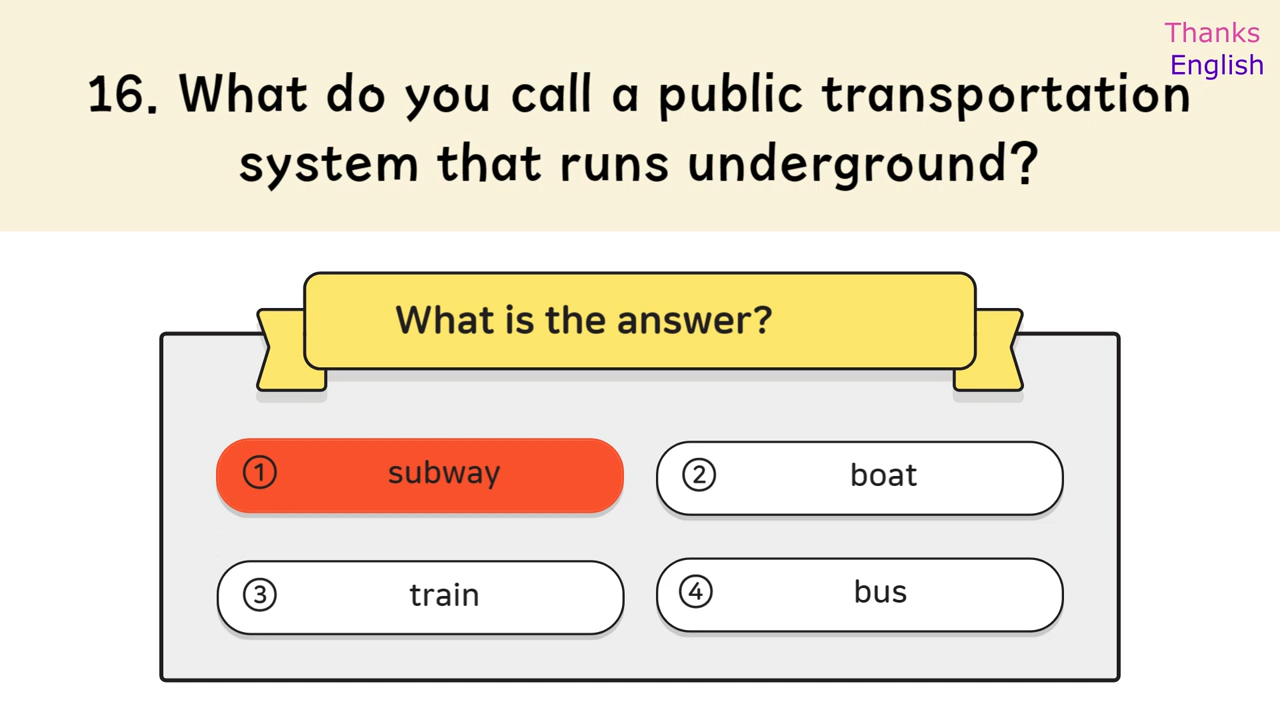 Thanks
English
16. What do you call a public transportation
system that runs underground?
What is the answer?
① subway
② boat
③ train
④ bus